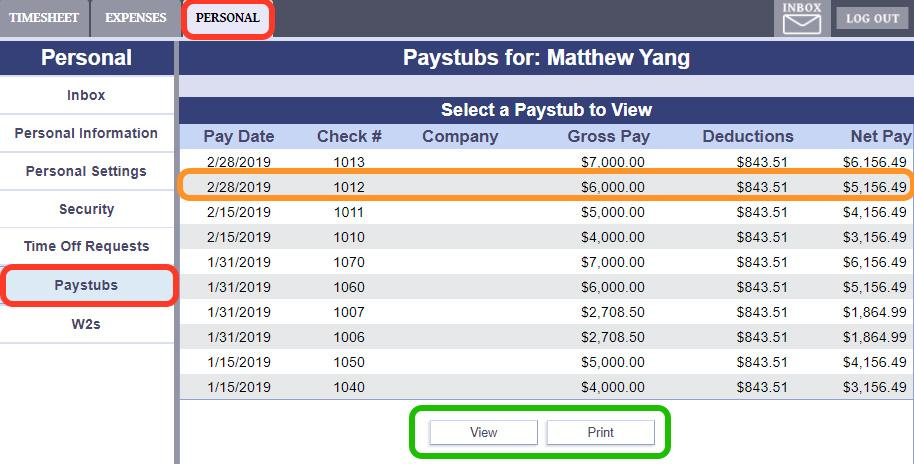 TIMESHEET EXPENSES PERSONAL INBOX LOG OUT
Personal
Inbox
Personal Information
Personal Settings
Security
Time Off Requests
Paystubs
W2s
Paystubs for: Matthew Yang
Select a Paystub to View
Pay Date Check # Company Gross Pay Deductions Net Pay
2/28/2019 1013 $7,000.00 $843.51 $6,156.49
2/28/2019 1012 $6,000.00 $843.51 $5,156.49
2/15/2019 1011 $5,000.00 $843.51 $4,156.49
2/15/2019 1010 $4,000.00 $843.51 $3,156.49
1/31/2019 1070 $7,000.00 $843.51 $6,156.49
1/31/2019 1060 $6,000.00 $843.51 $5,156.49
1/31/2019 1007 $2,708.50 $843.51 $1,864.99
1/31/2019 1006 $2,708.50 $843.51 $1,864.99
1/15/2019 1050 $5,000.00 $843.51 $4,156.49
1/15/2019 1040 $4,000.00 $843.51 $3,156.49
View Print